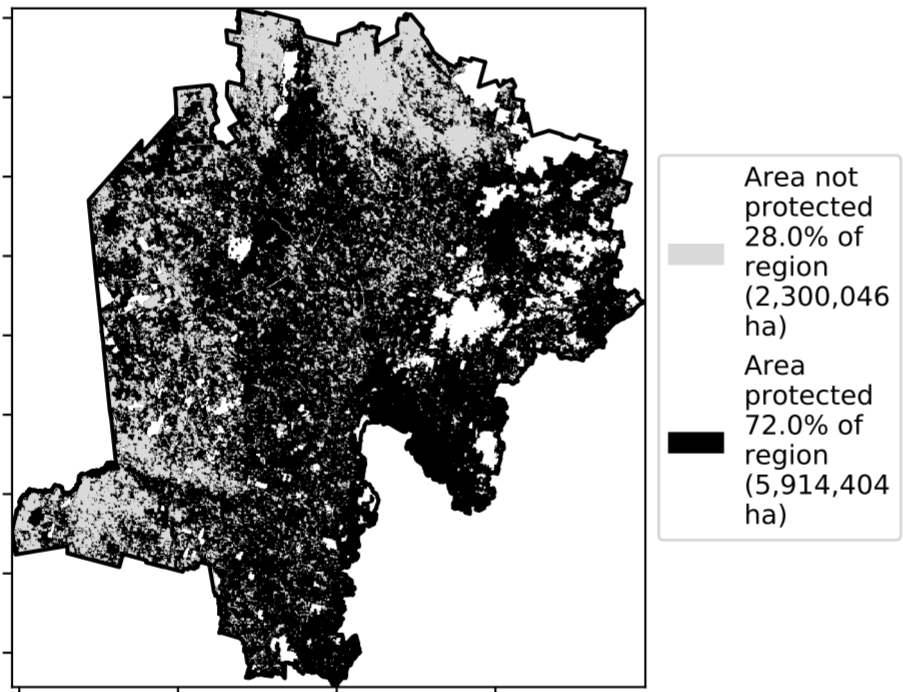 Area not
protected
28.0% of
region
(2,300,046
ha)
Area
protected
72.0% of
region
(5,914,404
ha)